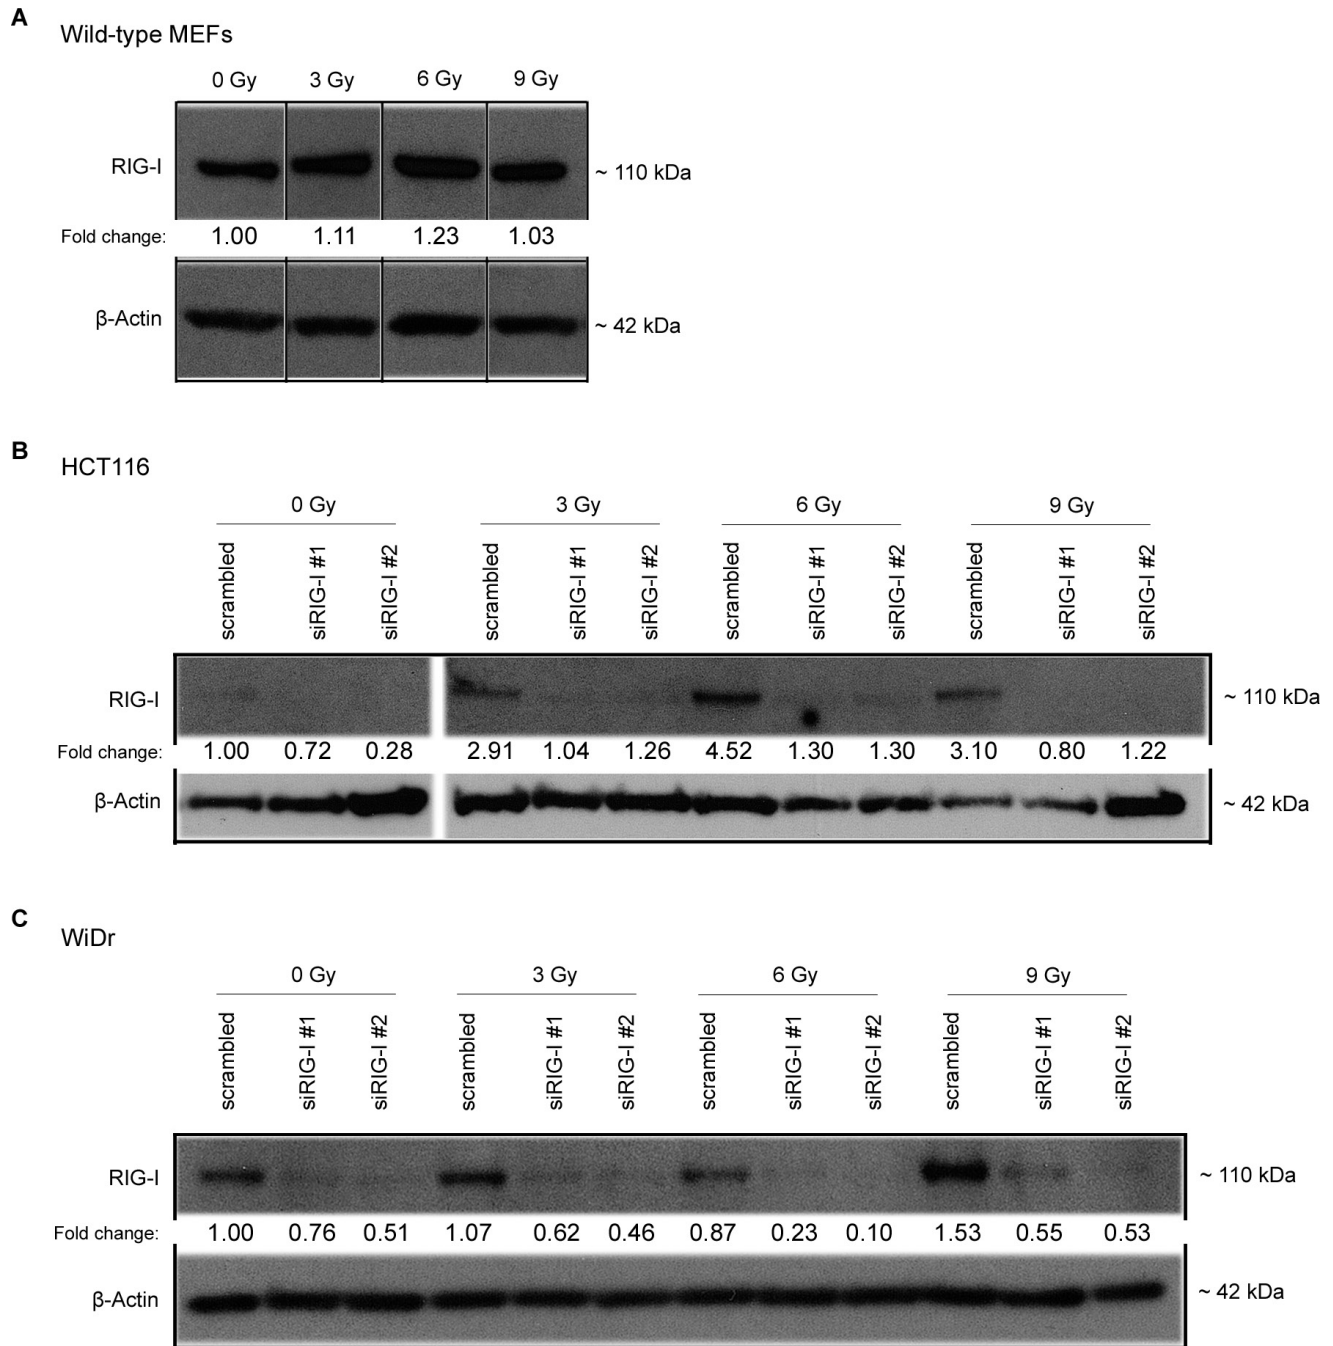 A
Wild-type MEFs
0 Gy 3 Gy 6 Gy 9 Gy
RIG-I ~ 110 kDa
Fold change: 1.00 1.11 1.23 1.03
β-Actin ~ 42 kDa
B
HCT116
0 Gy 3 Gy 6 Gy 9 Gy
scrambled siRIG-I #1 siRIG-I #2 scrambled siRIG-I #1 siRIG-I #2 scrambled siRIG-I #1 siRIG-I #2 scrambled siRIG-I #1 siRIG-I #2
RIG-I ~ 110 kDa
Fold change: 1.00 0.72 0.28 2.91 1.04 1.26 4.52 1.30 1.30 3.10 0.80 1.22
β-Actin ~ 42 kDa
C
WiDr
0 Gy 3 Gy 6 Gy 9 Gy
scrambled siRIG-I #1 siRIG-I #2 scrambled siRIG-I #1 siRIG-I #2 scrambled siRIG-I #1 siRIG-I #2 scrambled siRIG-I #1 siRIG-I #2
RIG-I ~ 110 kDa
Fold change: 1.00 0.76 0.51 1.07 0.62 0.46 0.87 0.23 0.10 1.53 0.55 0.53
β-Actin ~ 42 kDa